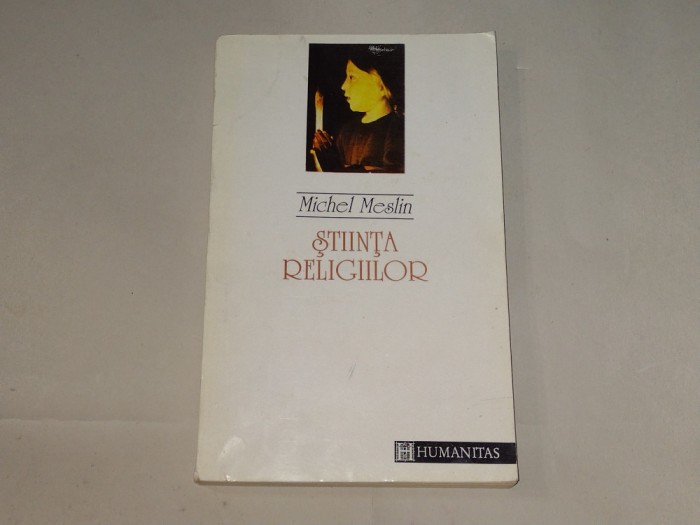 Michel Meslin
ŞTIINŢA
RELIGIILOR
HUMANITAS